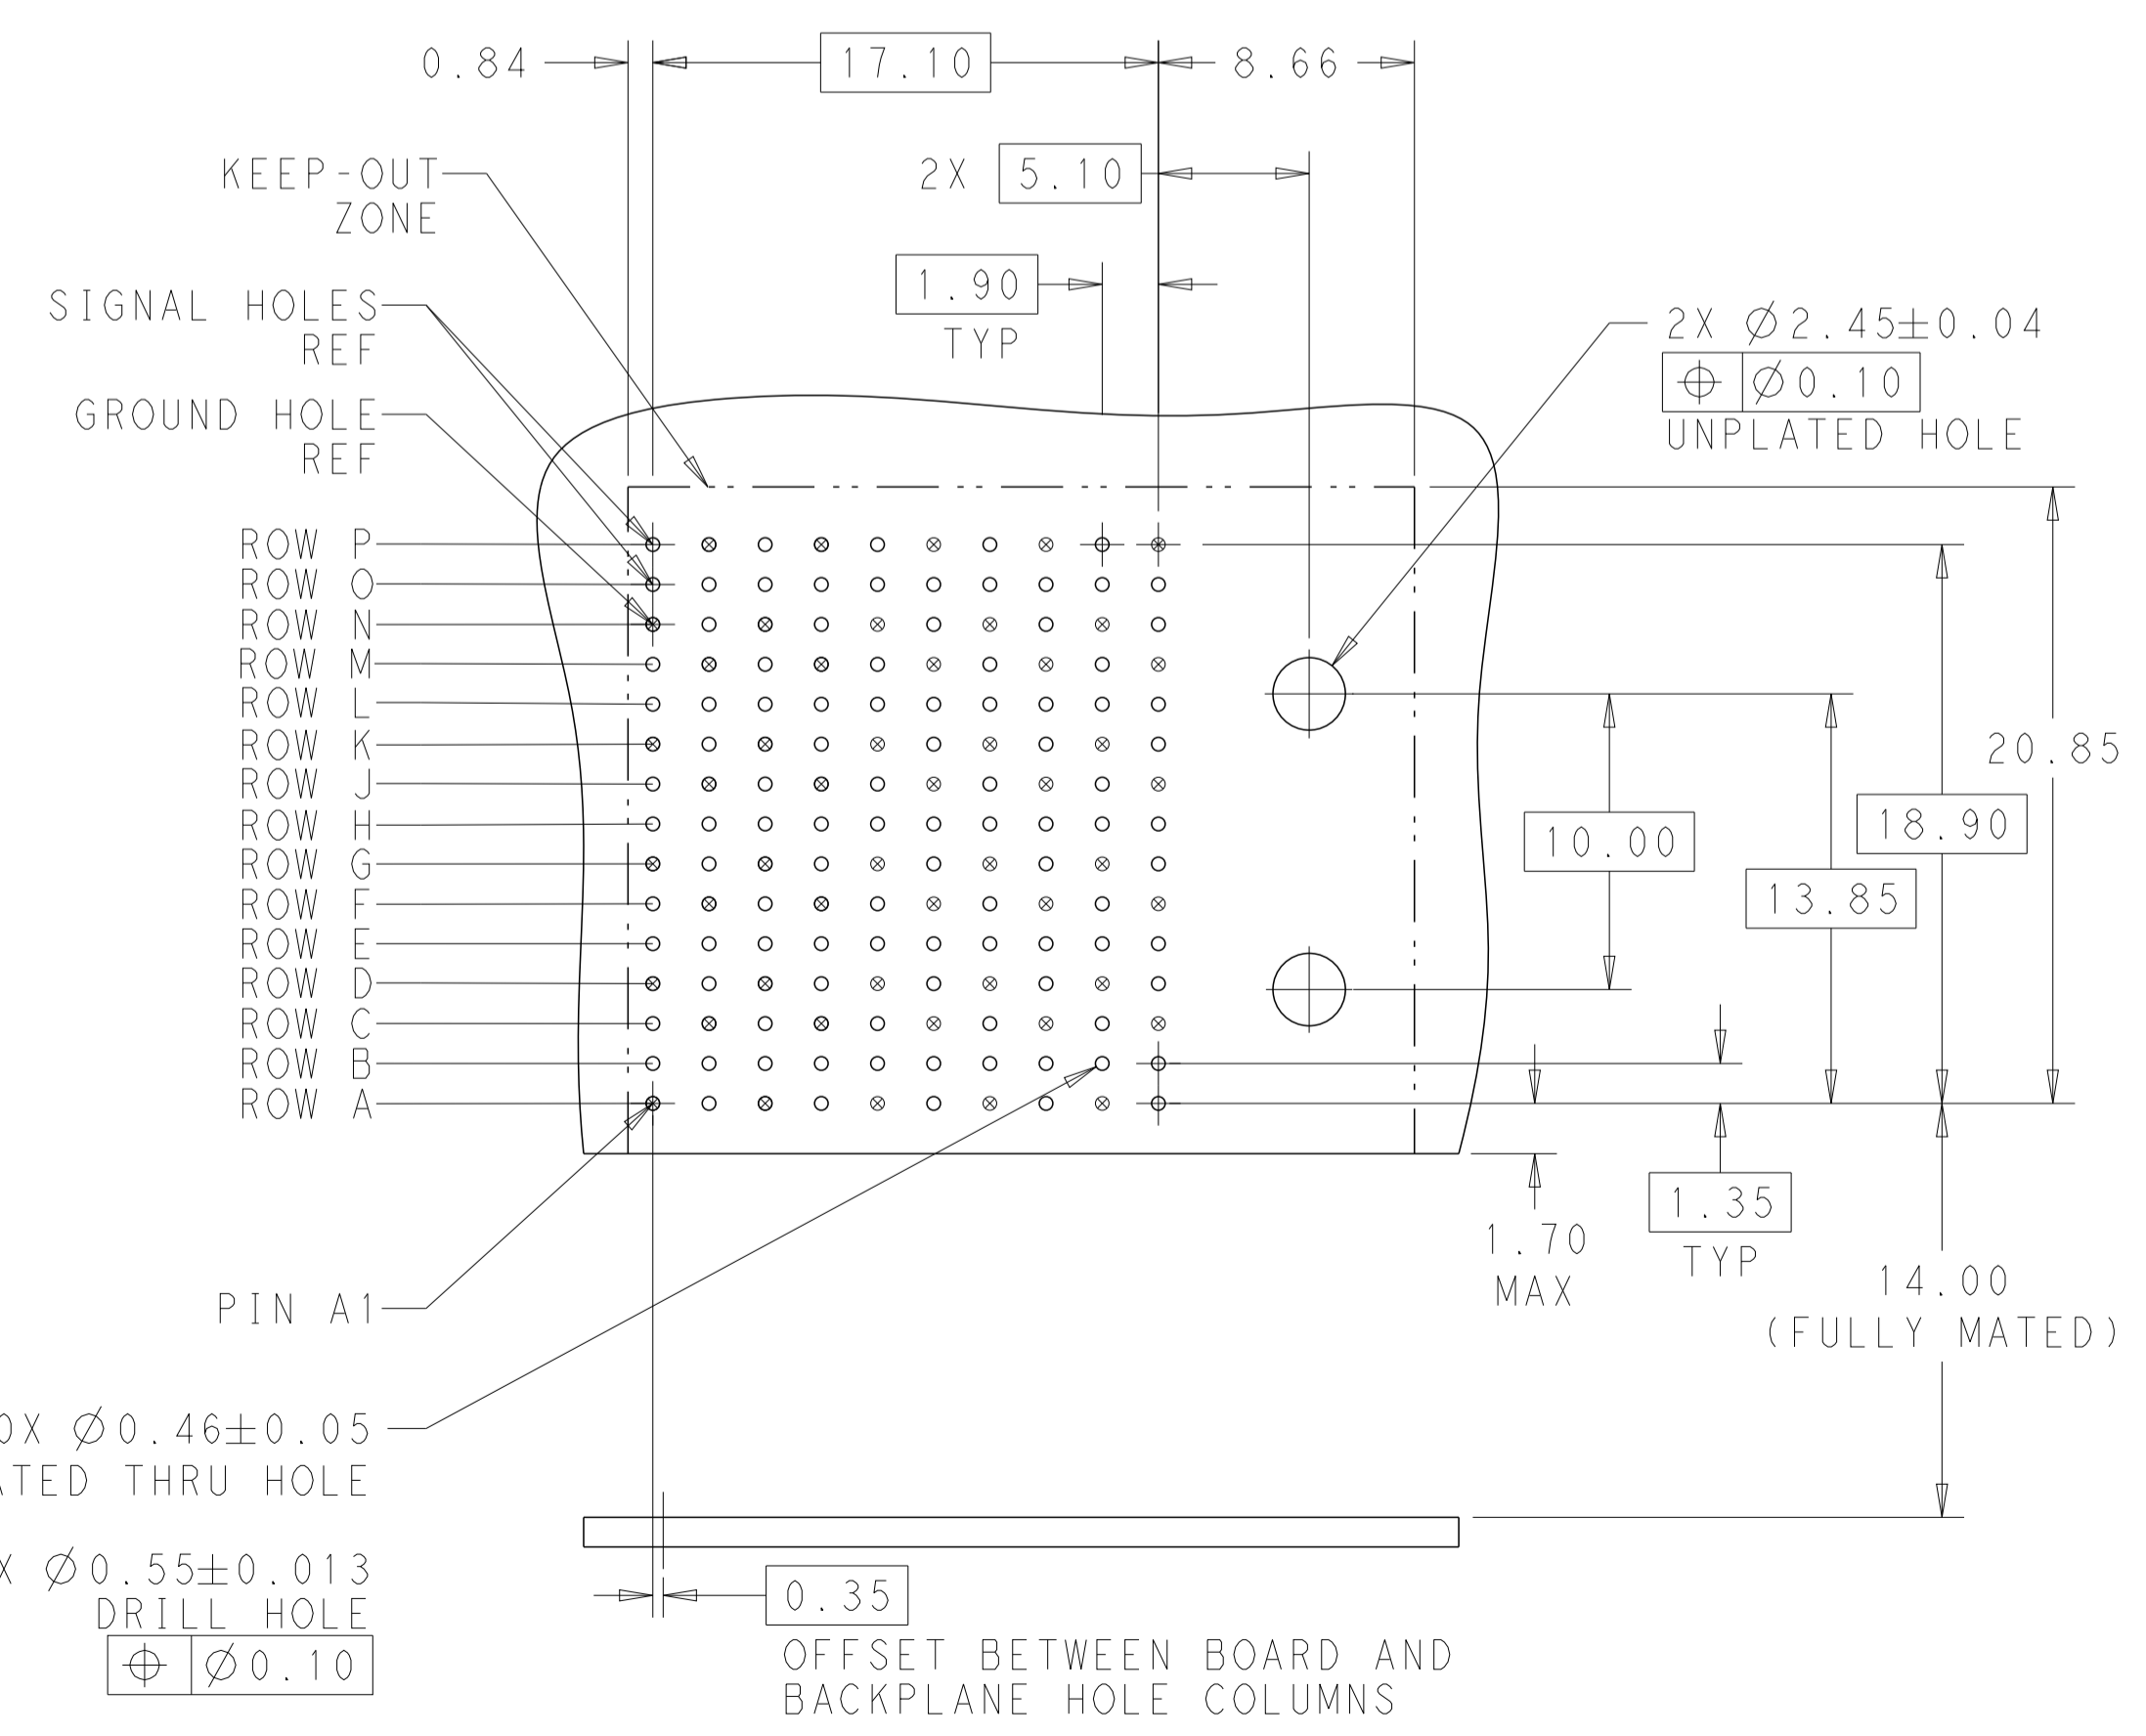 0.84
17.10
8.66
KEEP-OUT
ZONE
2X 5.10
1.90
TYP
SIGNAL HOLES
REF
GROUND HOLE
REF
2X Ø2.45±0.04
⌖ Ø0.10
UNPLATED HOLE
ROW P
ROW O
ROW N
ROW M
ROW L
ROW K
ROW J
ROW H
ROW G
ROW F
ROW E
ROW D
ROW C
ROW B
ROW A
20.85
18.90
10.00
13.85
1.35
TYP
1.70
MAX
14.00
(FULLY MATED)
PIN A1
0X Ø0.46±0.05
ATED THRU HOLE
X Ø0.55±0.013
DRILL HOLE
⌖ Ø0.10
0.35
OFFSET BETWEEN BOARD AND
BACKPLANE HOLE COLUMNS